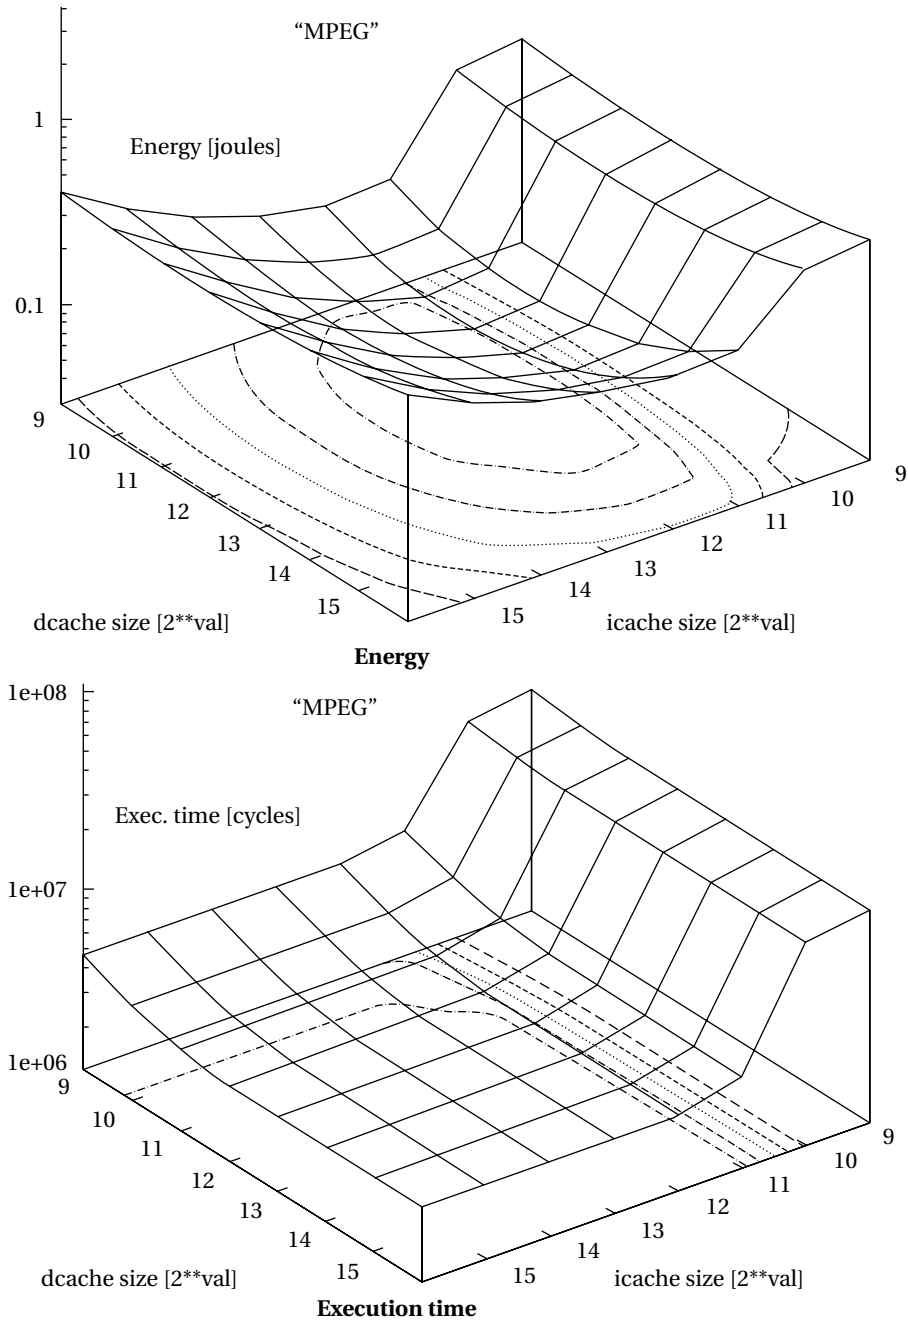 “MPEG”
1
Energy [joules]
0.1
9
10
11
12
13
14
15
15
14
13
12
11
10
9
dcache size [2**val]
icache size [2**val]
Energy
1e+08
“MPEG”
Exec. time [cycles]
1e+07
1e+06
9
10
11
12
13
14
15
15
14
13
12
11
10
9
dcache size [2**val]
icache size [2**val]
Execution time